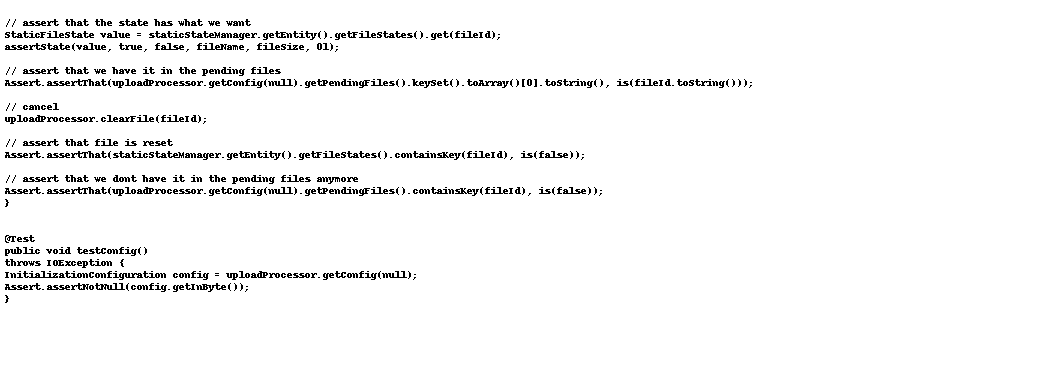 // assert that the state has what we want
StaticFileState value = staticStateManager.getEntity().getFileStates().get(fileId);
assertState(value, true, false, fileName, fileSize, 0l);
// assert that we have it in the pending files
Assert.assertThat(uploadProcessor.getConfig(null).getPendingFiles().keySet().toArray()[0].toString(), is(fileId.toString()));
// cancel
uploadProcessor.clearFile(fileId);
// assert that file is reset
Assert.assertThat(staticStateManager.getEntity().getFileStates().containsKey(fileId), is(false));
// assert that we dont have it in the pending files anymore
Assert.assertThat(uploadProcessor.getConfig(null).getPendingFiles().containsKey(fileId), is(false));
}
@Test
public void testConfig()
throws IOException {
InitializationConfiguration config = uploadProcessor.getConfig(null);
Assert.assertNotNull(config.getInByte());
}